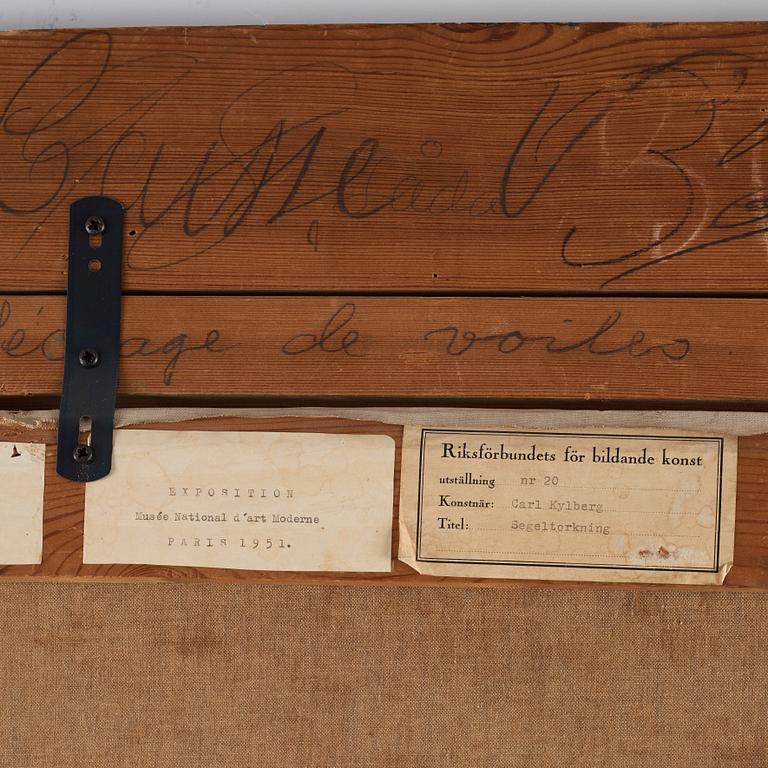 V 32
de voiles
EXPOSITION
Musée National d'art Moderne
PARIS 1951.
Riksförbundets för bildande konst
utställning nr 20
Konstnär: Carl Kylberg
Titel: Segeltorkning